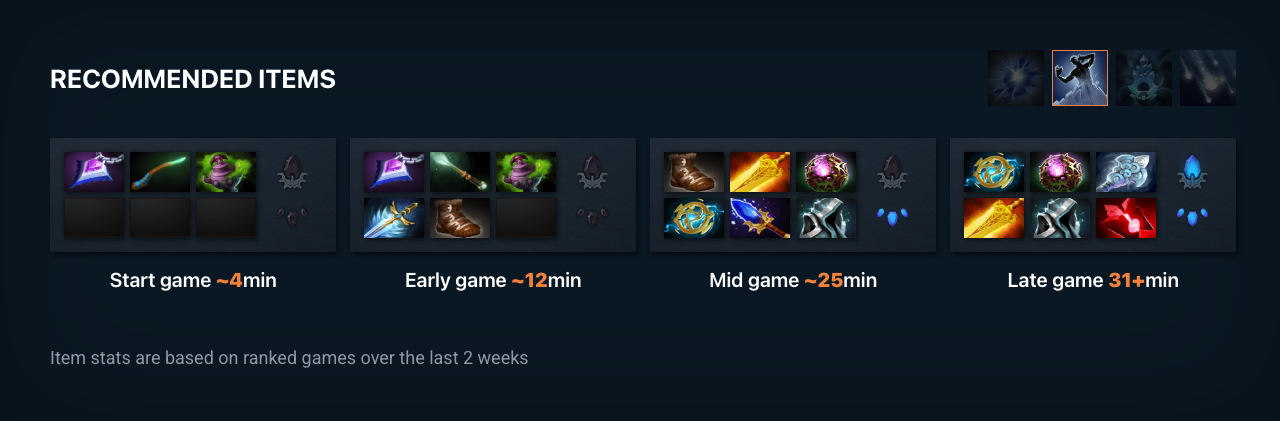 RECOMMENDED ITEMS
Start game ~4min
Early game ~12min
Mid game ~25min
Late game 31+min
Item stats are based on ranked games over the last 2 weeks